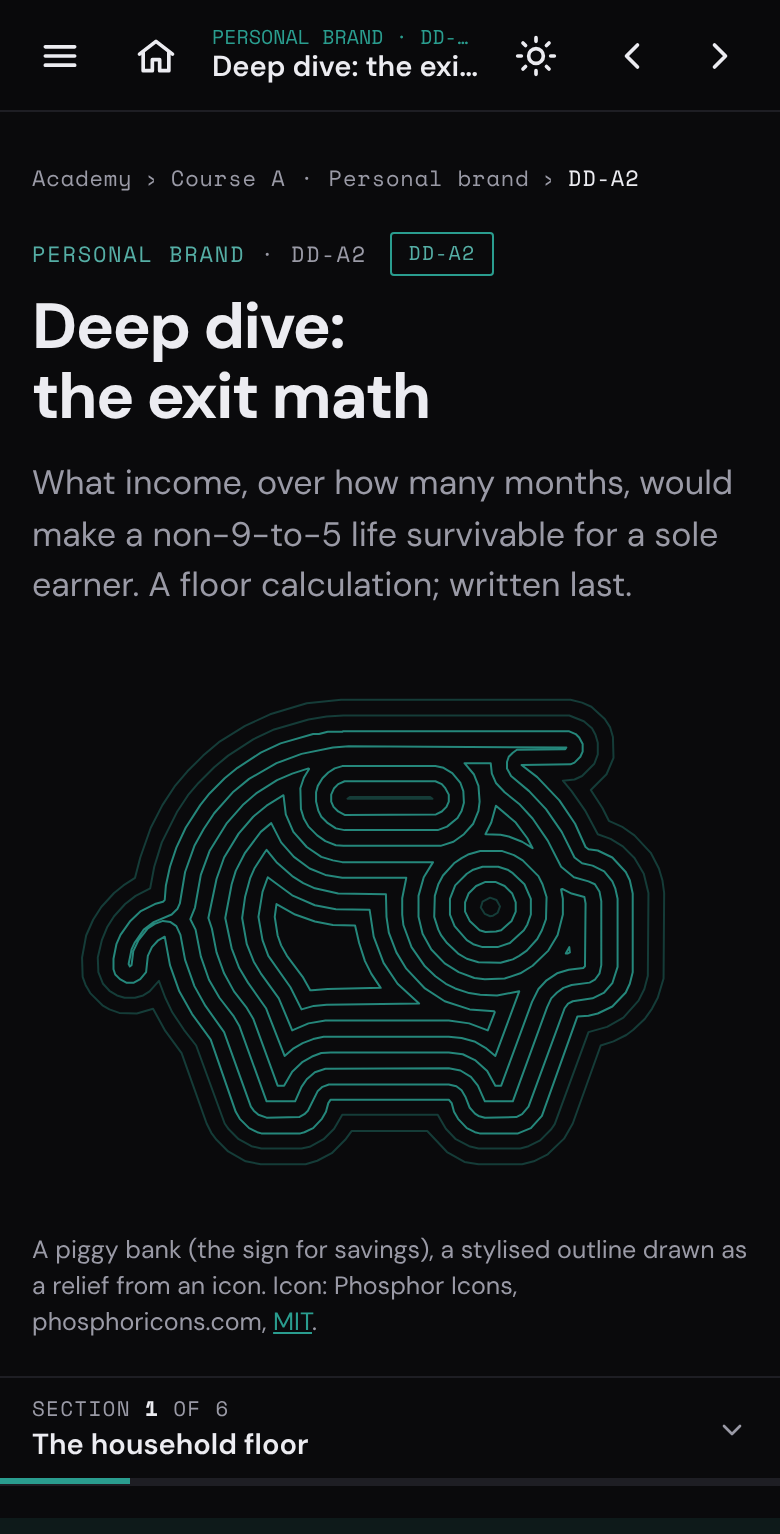 PERSONAL BRAND · DD-…
Deep dive: the exi…
Academy › Course A · Personal brand › DD-A2
PERSONAL BRAND · DD-A2 DD-A2
Deep dive:
the exit math
What income, over how many months, would
make a non-9-to-5 life survivable for a sole
earner. A floor calculation; written last.
A piggy bank (the sign for savings), a stylised outline drawn as
a relief from an icon. Icon: Phosphor Icons,
phosphoricons.com, MIT.
SECTION 1 OF 6
The household floor